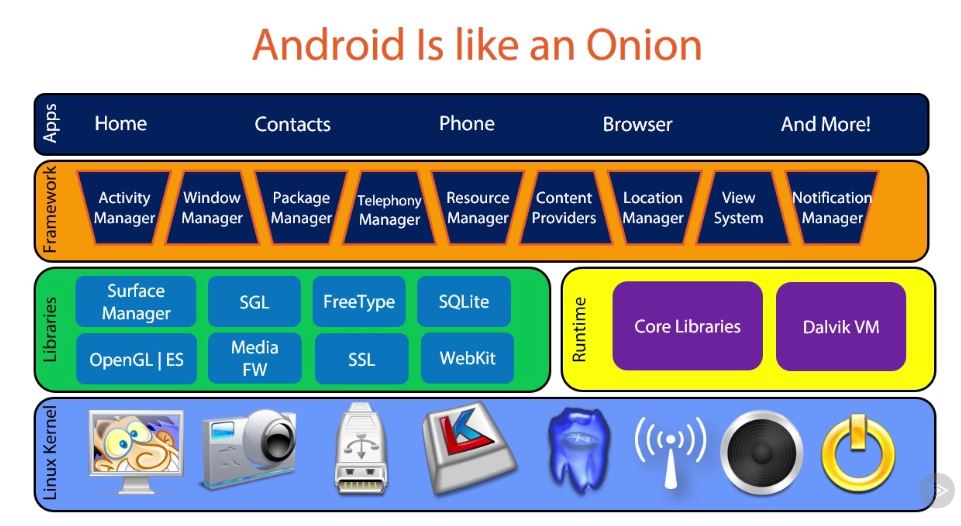 Android Is like an Onion
Apps
Home
Contacts
Phone
Browser
And More!
Framework
Activity
Manager
Window
Manager
Package
Manager
Telephony
Manager
Resource
Manager
Content
Providers
Location
Manager
View
System
Notification
Manager
Libraries
Surface
Manager
SGL
FreeType
SQLite
OpenGL | ES
Media
FW
SSL
WebKit
Runtime
Core Libraries
Dalvik VM
Linux Kernel
K